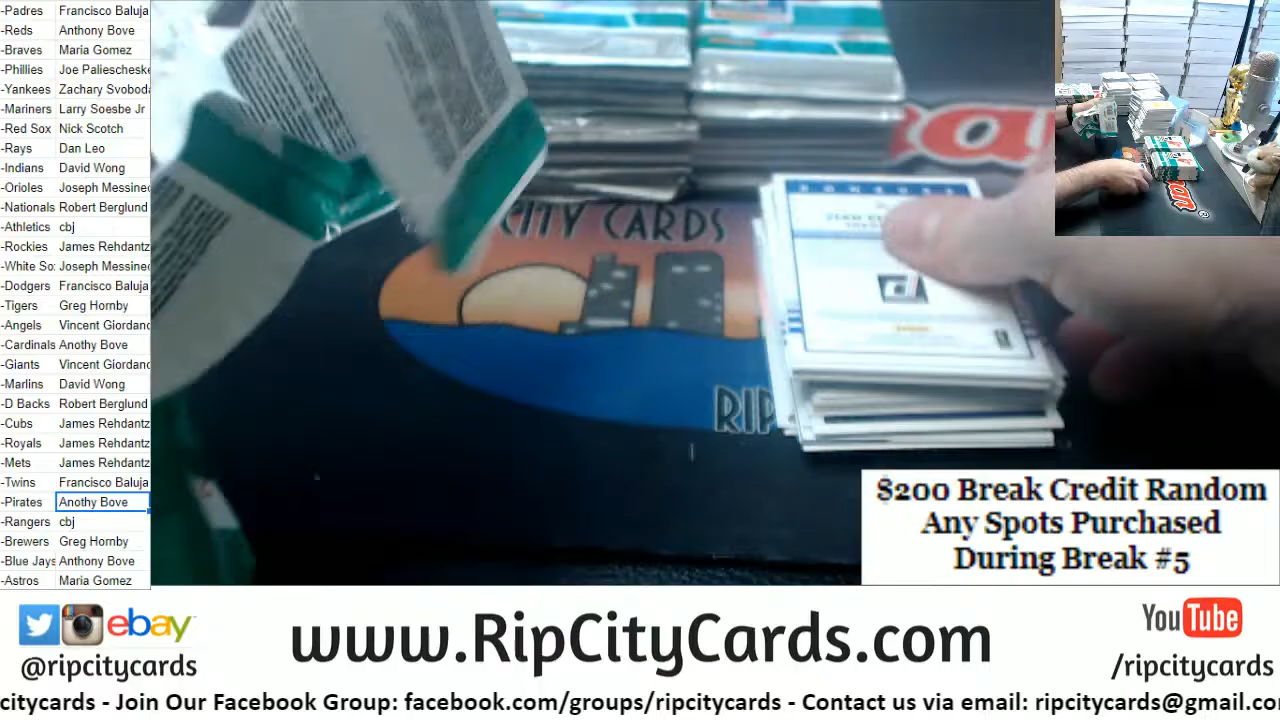 -Padres Francisco Baluja
-Reds Anthony Bove
-Braves Maria Gomez
-Phillies Joe Paliescheske
-Yankees Zachary Svoboda
-Mariners Larry Soesbe Jr
-Red Sox Nick Scotch
-Rays Dan Leo
-Indians David Wong
-Orioles Joseph Messineo
-Nationals Robert Berglund
-Athletics cbj
-Rockies James Rehdantz
-White Sox Joseph Messineo
-Dodgers Francisco Baluja
-Tigers Greg Hornby
-Angels Vincent Giordano
-Cardinals Anothy Bove
-Giants Vincent Giordano
-Marlins David Wong
-D Backs Robert Berglund
-Cubs James Rehdantz
-Royals James Rehdantz
-Mets James Rehdantz
-Twins Francisco Baluja
-Pirates Anothy Bove
-Rangers cbj
-Brewers Greg Hornby
-Blue Jays Anthony Bove
-Astros Maria Gomez
CITY CARDS
RIP
$200 Break Credit Random
Any Spots Purchased
During Break #5
ebay
@ripcitycards
www.RipCityCards.com
YouTube
/ripcitycards
citycards - Join Our Facebook Group: facebook.com/groups/ripcitycards - Contact us via email: ripcitycards@gmail.co